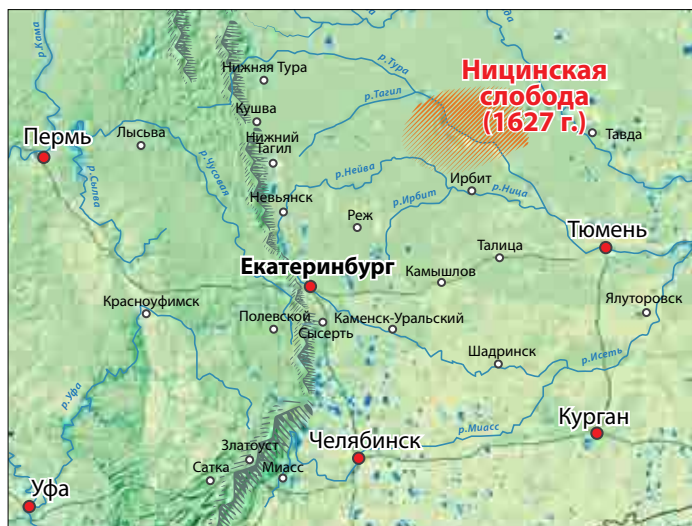 р.Кама
Нижняя Тура
р.Тура
р.Тагил
Ницинская
слобода
(1627 г.)
Кушва
Пермь
Лысьва
Нижний
Тагил
Тавда
р.Чусовая
р.Сылва
р.Нейва
Невьянск
р.Ирбит
Ирбит
р.Ница
Реж
Тюмень
Талица
Екатеринбург
Камышлов
Красноуфимск
Полевской
Сысерть
Каменск-Уральский
Ялуторовск
Шадринск
р.Исеть
р.Уфа
Курган
р.Миасс
Златоуст
Челябинск
Сатка
Миасс
Уфа